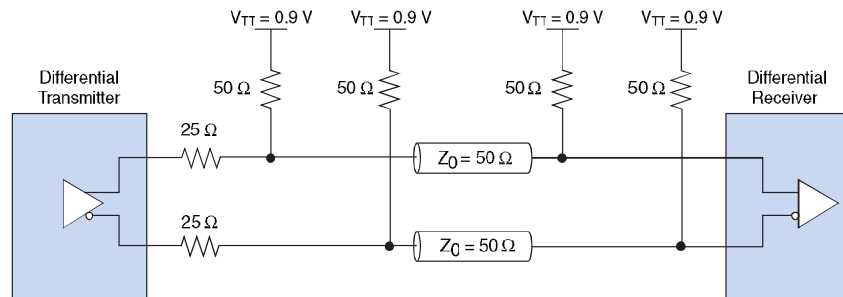 VTT = 0.9 V
VTT = 0.9 V
VTT = 0.9 V
VTT = 0.9 V
Differential
Transmitter
50 Ω
50 Ω
50 Ω
50 Ω
Differential
Receiver
25 Ω
Z0 = 50 Ω
25 Ω
Z0 = 50 Ω